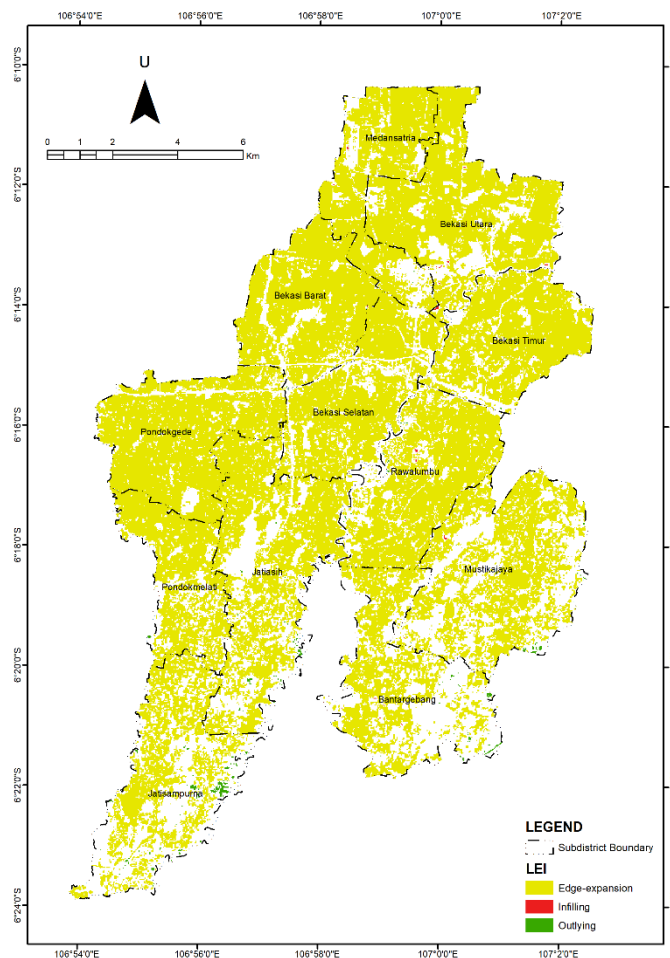 106°54'0"E 106°56'0"E 106°58'0"E 107°0'0"E 107°2'0"E
6°10'0"S
6°12'0"S
6°14'0"S
6°16'0"S
6°18'0"S
6°20'0"S
6°22'0"S
6°24'0"S
U
0 1 2 4 6
Km
Medansatria
Bekasi Utara
Bekasi Barat
Bekasi Timur
Bekasi Selatan
Pondokgede
Rawalumbu
Jatiasih
Mustikajaya
Pondokmelati
Bantargebang
Jatisampurna
LEGEND
Subdistrict Boundary
LEI
Edge-expansion
Infilling
Outlying
106°54'0"E 106°56'0"E 106°58'0"E 107°0'0"E 107°2'0"E